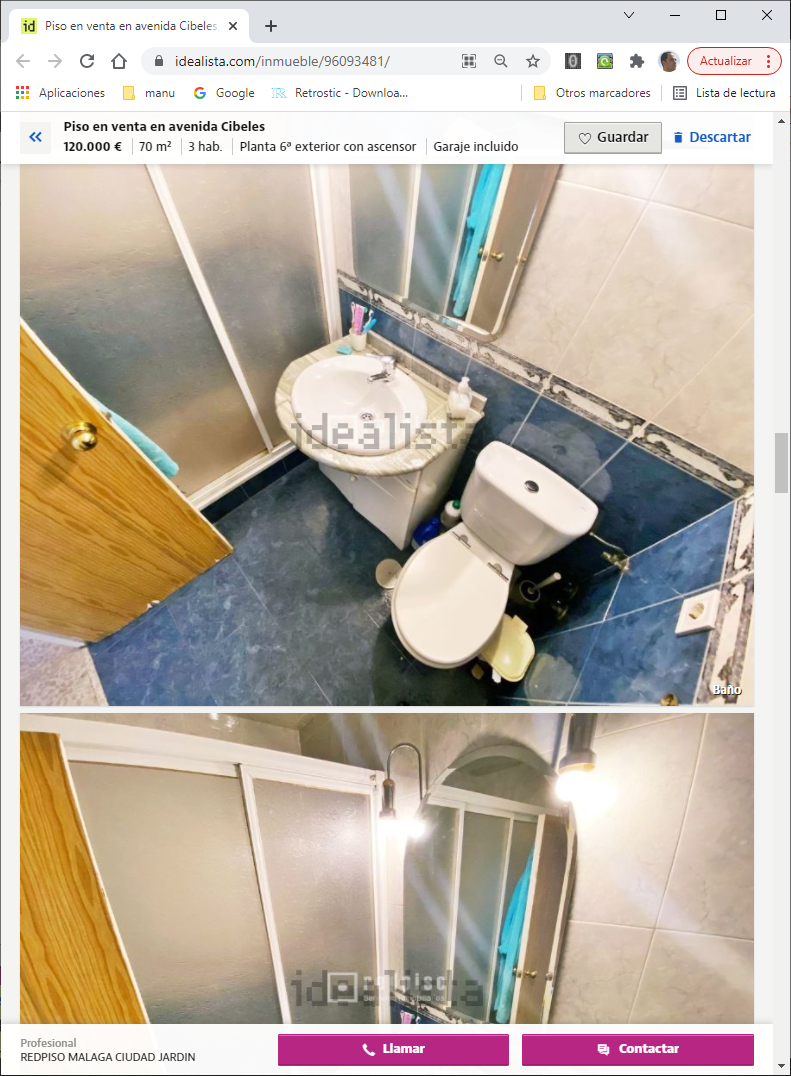 id Piso en venta en avenida Cibeles
idealista.com/inmueble/96093481/
Actualizar
Aplicaciones
manu
Google
Retrostic - Downloa...
Otros marcadores
Lista de lectura
Piso en venta en avenida Cibeles
120.000 € 70 m² 3 hab. Planta 6ª exterior con ascensor Garaje incluido
Guardar
Descartar
idealista
Baño
idealista
Profesional
REDPISO MALAGA CIUDAD JARDIN
Llamar
Contactar